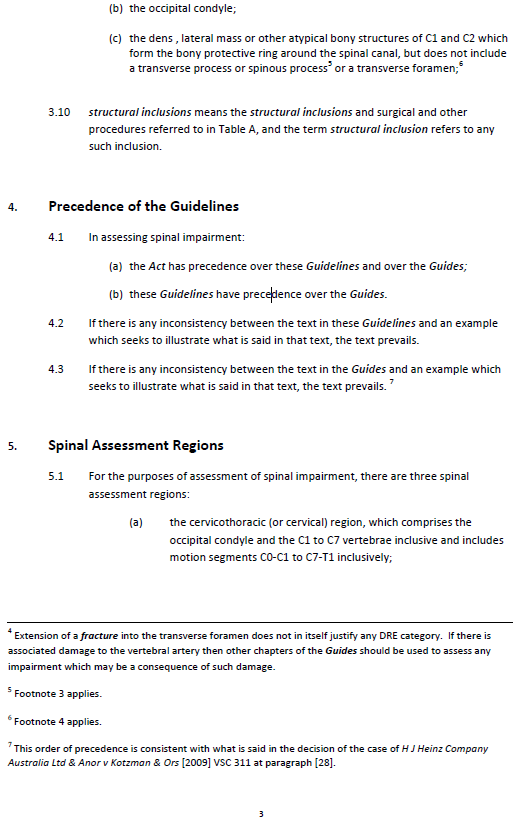 (b) the occipital condyle;
(c) the dens , lateral mass or other atypical bony structures of C1 and C2 which
form the bony protective ring around the spinal canal, but does not include
a transverse process or spinous process5 or a transverse foramen;6
3.10 structural inclusions means the structural inclusions and surgical and other
procedures referred to in Table A, and the term structural inclusion refers to any
such inclusion.
4. Precedence of the Guidelines
4.1 In assessing spinal impairment:
(a) the Act has precedence over these Guidelines and over the Guides;
(b) these Guidelines have precedence over the Guides.
4.2 If there is any inconsistency between the text in these Guidelines and an example
which seeks to illustrate what is said in that text, the text prevails.
4.3 If there is any inconsistency between the text in the Guides and an example which
seeks to illustrate what is said in that text, the text prevails. 7
5. Spinal Assessment Regions
5.1 For the purposes of assessment of spinal impairment, there are three spinal
assessment regions:
(a) the cervicothoracic (or cervical) region, which comprises the
occipital condyle and the C1 to C7 vertebrae inclusive and includes
motion segments C0-C1 to C7-T1 inclusively;
4 Extension of a fracture into the transverse foramen does not in itself justify any DRE category. If there is
associated damage to the vertebral artery then other chapters of the Guides should be used to assess any
impairment which may be a consequence of such damage.
5 Footnote 3 applies.
6 Footnote 4 applies.
7 This order of precedence is consistent with what is said in the decision of the case of H J Heinz Company
Australia Ltd & Anor v Kotzman & Ors [2009] VSC 311 at paragraph [28].
3